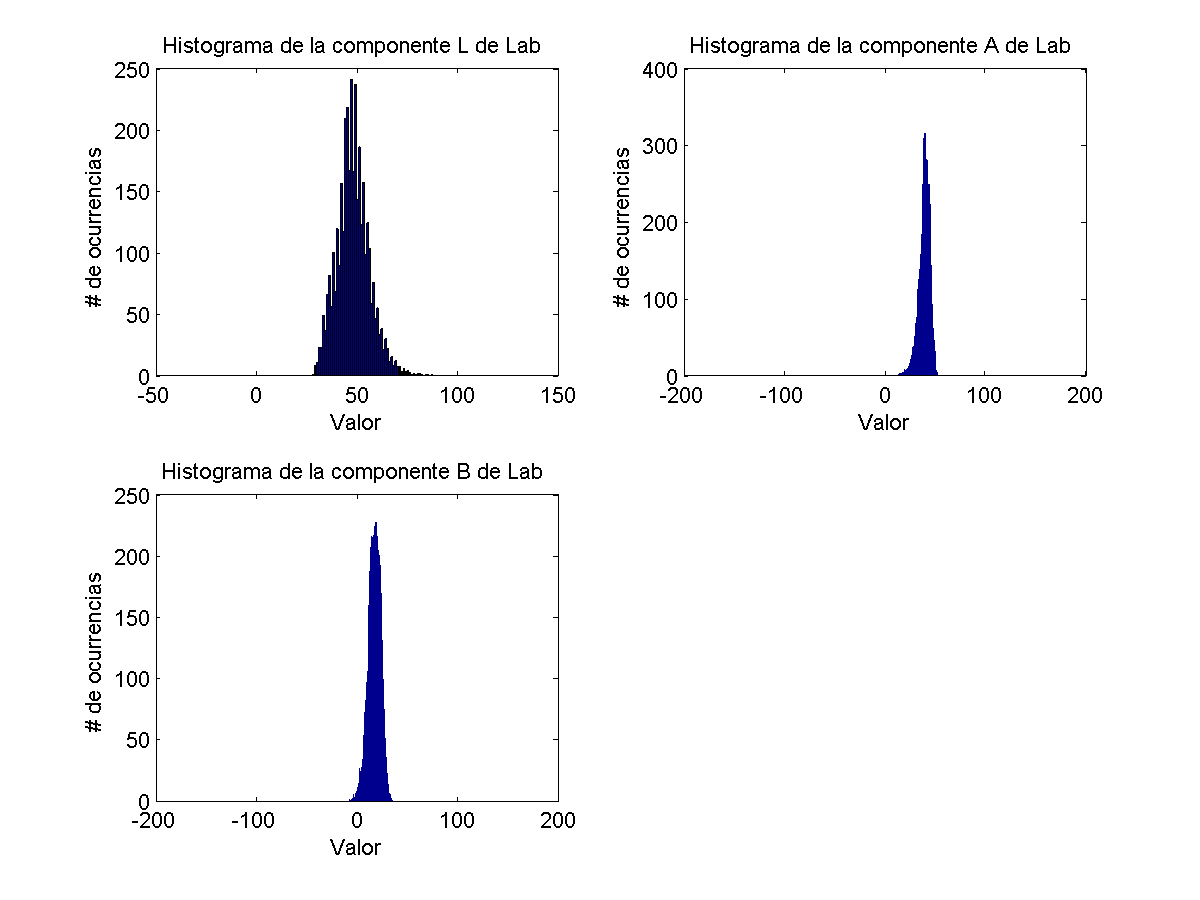 Histograma de la componente L de Lab
250
200
150
100
50
0
-50 0 50 100 150
# de ocurrencias
Valor
Histograma de la componente A de Lab
400
300
200
100
0
-200 -100 0 100 200
# de ocurrencias
Valor
Histograma de la componente B de Lab
250
200
150
100
50
0
-200 -100 0 100 200
# de ocurrencias
Valor